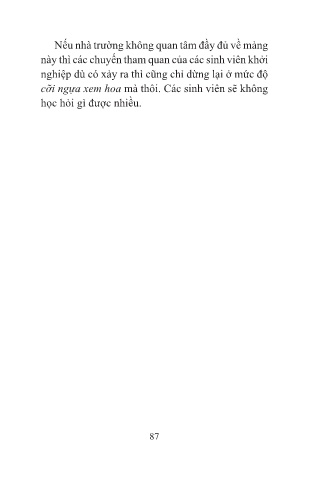 Nếu nhà trường không quan tâm đầy đủ về mảng
này thì các chuyến tham quan của các sinh viên khởi
nghiệp dù có xảy ra thì cũng chỉ dừng lại ở mức độ
cỡi ngựa xem hoa mà thôi. Các sinh viên sẽ không
học hỏi gì được nhiều.
87